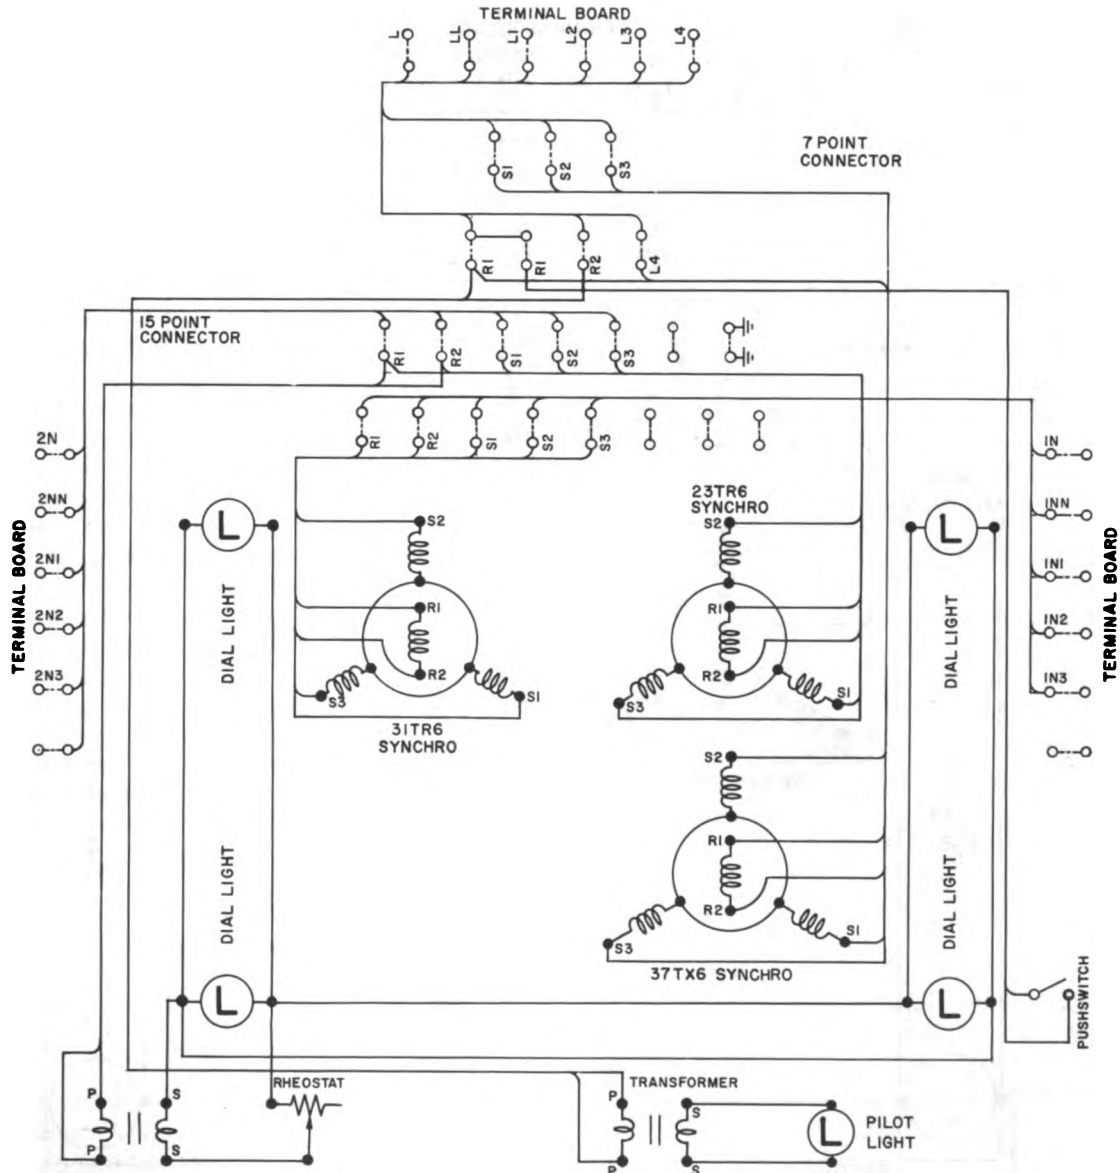 TERMINAL BOARD
L LL L1 L2 L3 L4
7 POINT
CONNECTOR
S1 S2 S3
R1 R1 R2 L4
15 POINT
CONNECTOR
R1 R2 S1 S2 S3
R1 R2 S1 S2 S3
2N
2NN
2N1
2N2
2N3
TERMINAL BOARD
1N
1NN
1N1
1N2
1N3
TERMINAL BOARD
L
DIAL LIGHT
S2
R1
R2
S3
S1
31TR6
SYNCHRO
23TR6
SYNCHRO
S2
R1
R2
S3
S1
L
DIAL LIGHT
DIAL LIGHT
L
S2
R1
R2
S3
S1
37TX6 SYNCHRO
DIAL LIGHT
L
PUSHSWITCH
P
P
S
S
RHEOSTAT
TRANSFORMER
P
P
S
S
L
PILOT
LIGHT